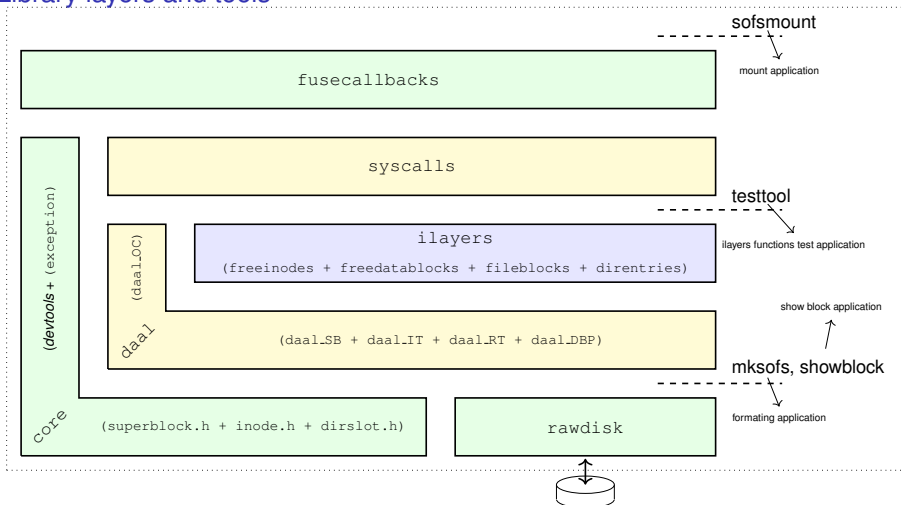 Library layers and tools
sofsmount
mount application
fusecallbacks
syscalls
testtool
ilayers functions test application
ilayers
(freeinodes + freedatablocks + fileblocks + direntries)
(devtools + (exception)
(daal_OC)
daal
(daal_SB + daal_IT + daal_RT + daal_DBP)
show block application
mksofs, showblock
formating application
core
(superblock.h + inode.h + dirslot.h)
rawdisk